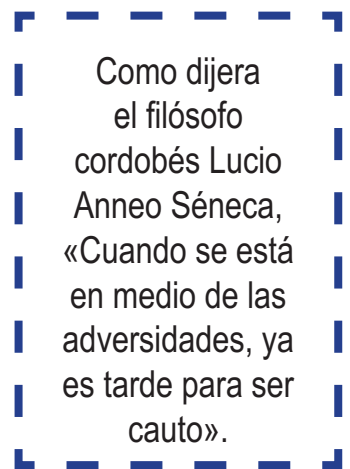 Como dijera
el filósofo
cordobés Lucio
Anneo Séneca,
«Cuando se está
en medio de las
adversidades, ya
es tarde para ser
cauto».